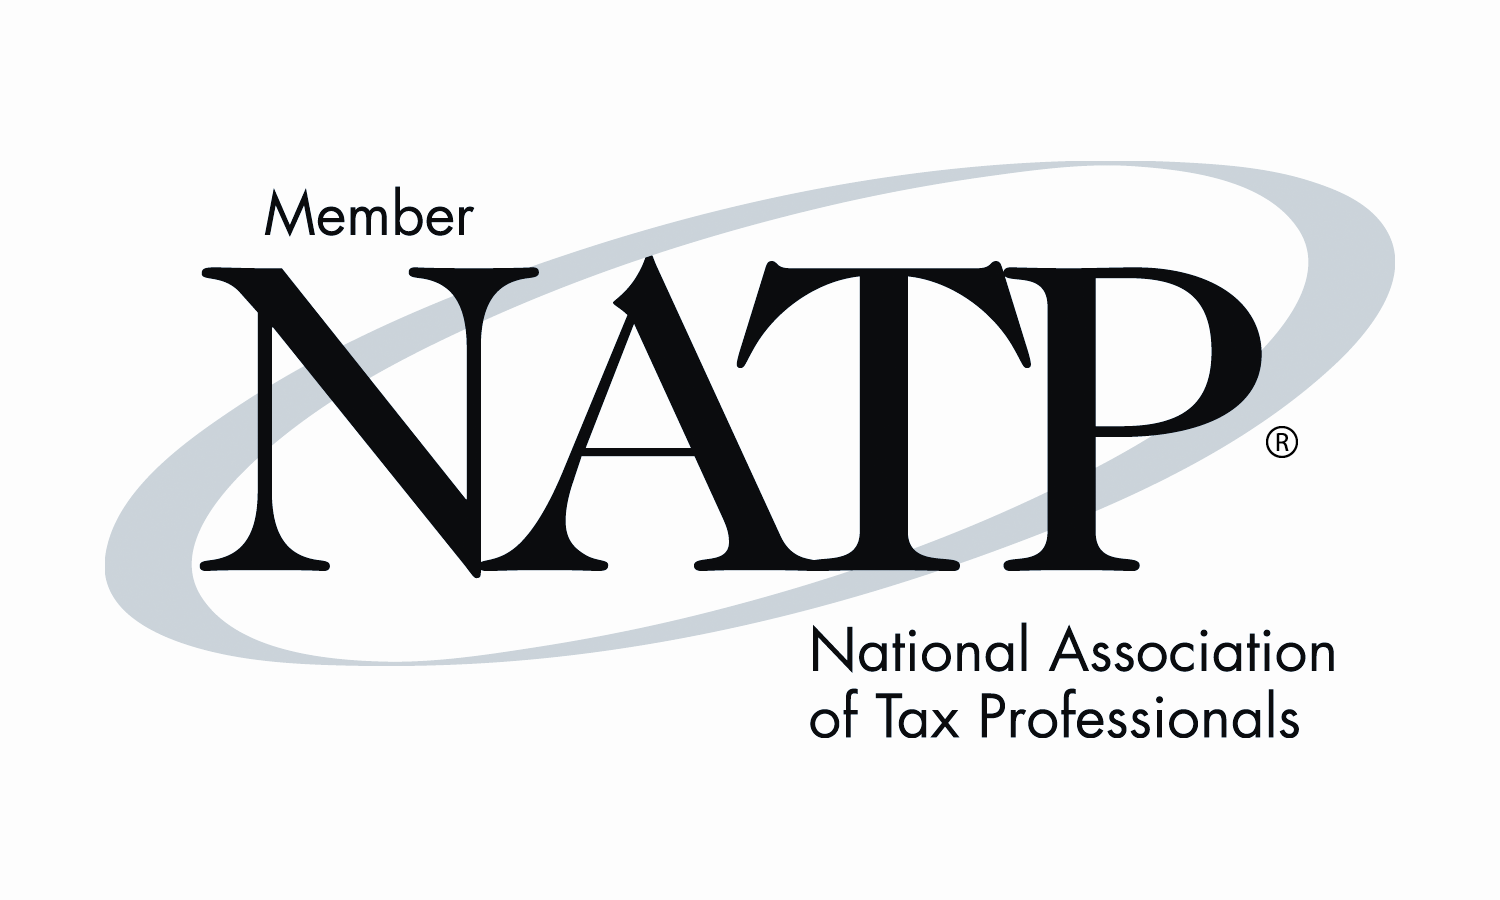 Member
NATP®
National Association
of Tax Professionals